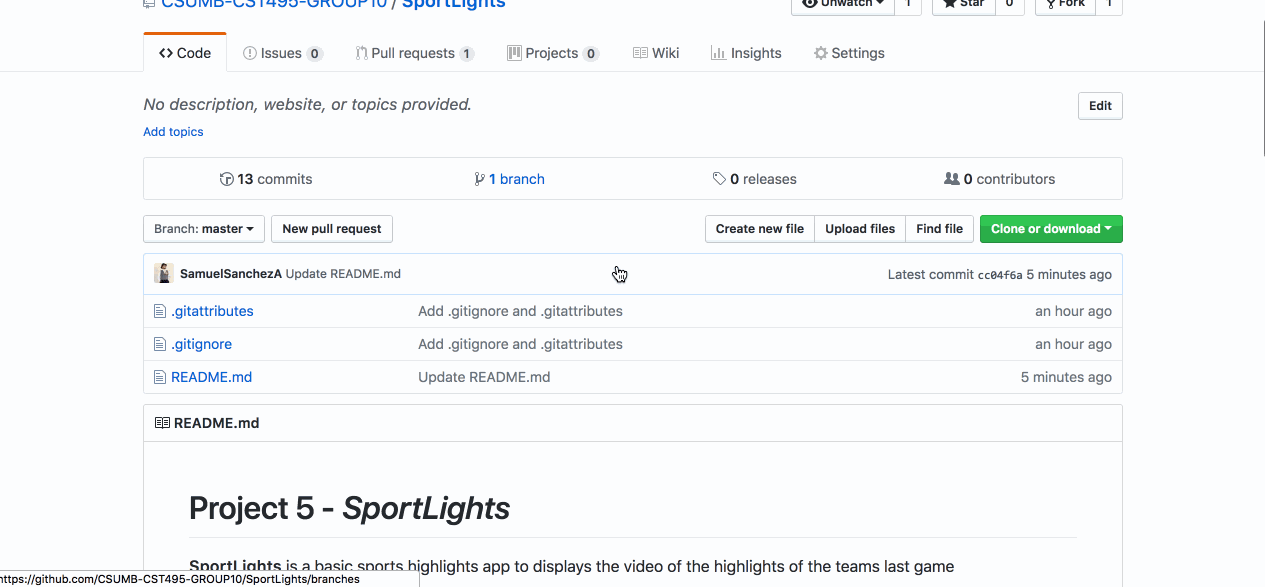 CSUMB-CST495-GROUP10 / SportLights
Unwatch 1 Star 0 Fork 1
Code Issues 0 Pull requests 1 Projects 0 Wiki Insights Settings
No description, website, or topics provided.
Edit
Add topics
13 commits 1 branch 0 releases 0 contributors
Branch: master New pull request Create new file Upload files Find file Clone or download
SamuelSanchezA Update README.md Latest commit cc04f6a 5 minutes ago
.gitattributes Add .gitignore and .gitattributes an hour ago
.gitignore Add .gitignore and .gitattributes an hour ago
README.md Update README.md 5 minutes ago
README.md
Project 5 - SportLights
SportLights is a basic sports highlights app to displays the video of the highlights of the teams last game
https://github.com/CSUMB-CST495-GROUP10/SportLights/branches